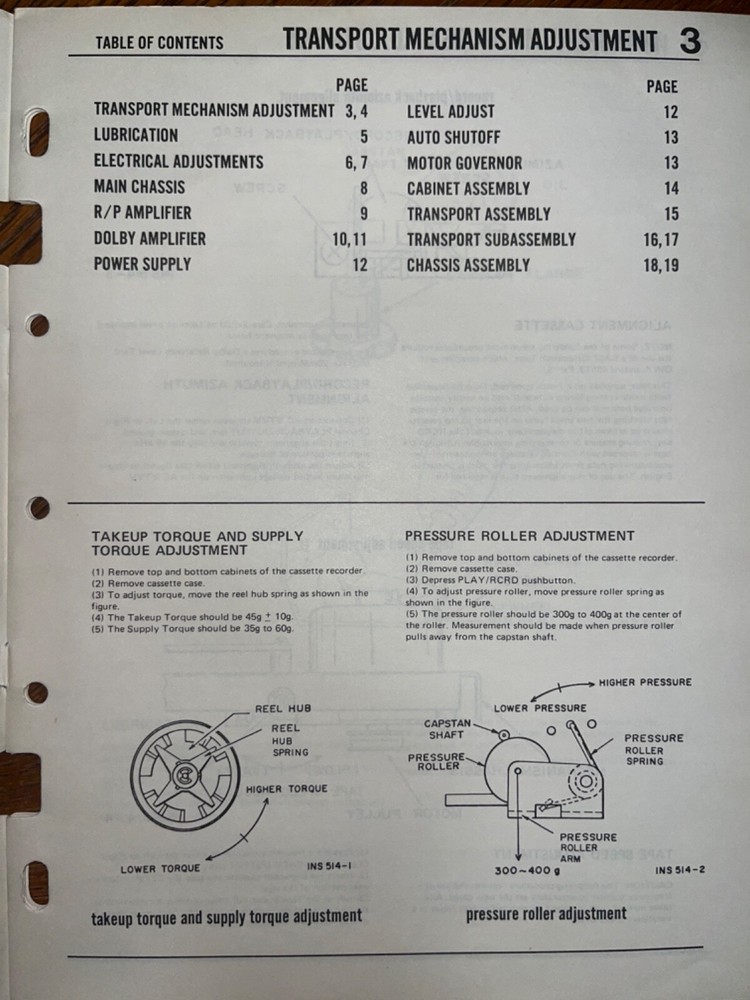 TABLE OF CONTENTS
TRANSPORT MECHANISM ADJUSTMENT 3
PAGE
TRANSPORT MECHANISM ADJUSTMENT 3, 4
LUBRICATION 5
ELECTRICAL ADJUSTMENTS 6, 7
MAIN CHASSIS 8
R/P AMPLIFIER 9
DOLBY AMPLIFIER 10,11
POWER SUPPLY 12
PAGE
LEVEL ADJUST 12
AUTO SHUTOFF 13
MOTOR GOVERNOR 13
CABINET ASSEMBLY 14
TRANSPORT ASSEMBLY 15
TRANSPORT SUBASSEMBLY 16,17
CHASSIS ASSEMBLY 18,19
TAKEUP TORQUE AND SUPPLY
TORQUE ADJUSTMENT
(1) Remove top and bottom cabinets of the cassette recorder.
(2) Remove cassette case.
(3) To adjust torque, move the reel hub spring as shown in the
figure.
(4) The Takeup Torque should be 45g ± 10g.
(5) The Supply Torque should be 35g to 60g.
PRESSURE ROLLER ADJUSTMENT
(1) Remove top and bottom cabinets of the cassette recorder.
(2) Remove cassette case.
(3) Depress PLAY/RCRD pushbutton.
(4) To adjust pressure roller, move pressure roller spring as
shown in the figure.
(5) The pressure roller should be 300g to 400g at the center of
the roller. Measurement should be made when pressure roller
pulls away from the capstan shaft.
REEL HUB
REEL
HUB
SPRING
HIGHER TORQUE
LOWER TORQUE
INS 514-1
takeup torque and supply torque adjustment
HIGHER PRESSURE
LOWER PRESSURE
CAPSTAN
SHAFT
PRESSURE
ROLLER
PRESSURE
ROLLER
SPRING
PRESSURE
ROLLER
ARM
300~400 g
INS 514-2
pressure roller adjustment